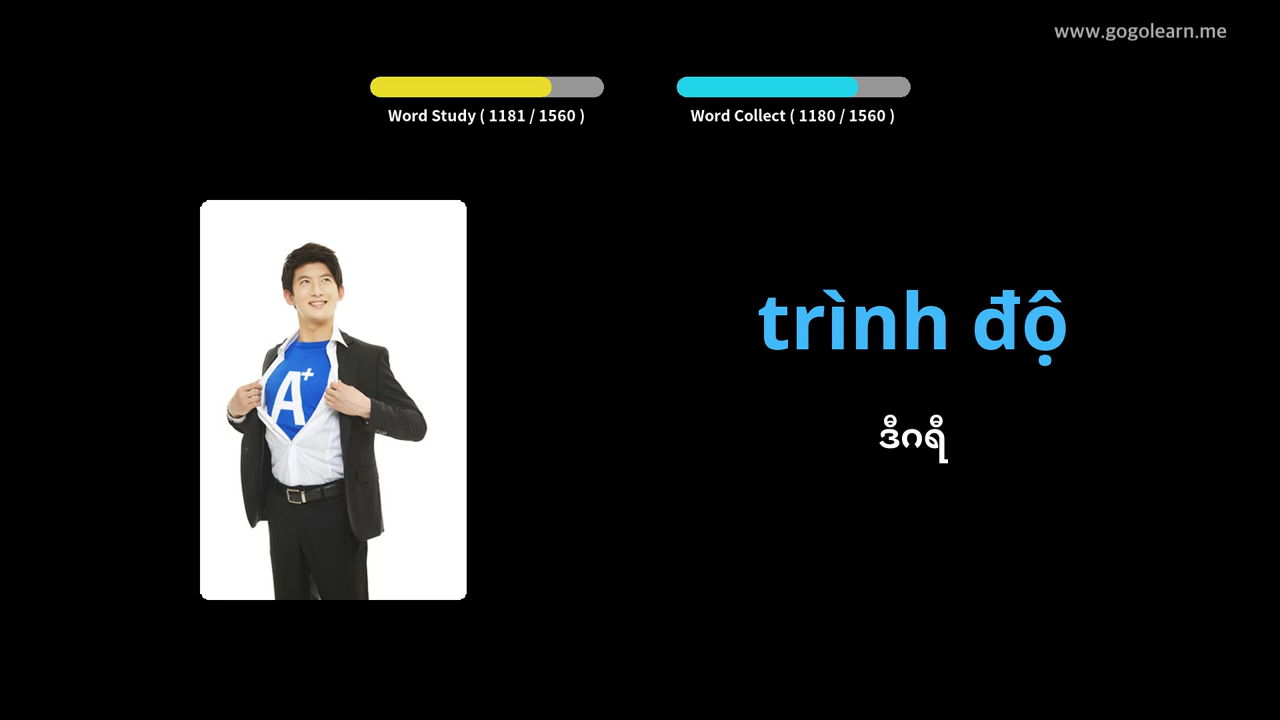 www.gogolearn.me
Word Study ( 1181 / 1560 )
Word Collect ( 1180 / 1560 )
A+
trình độ
ဒီဂရီ